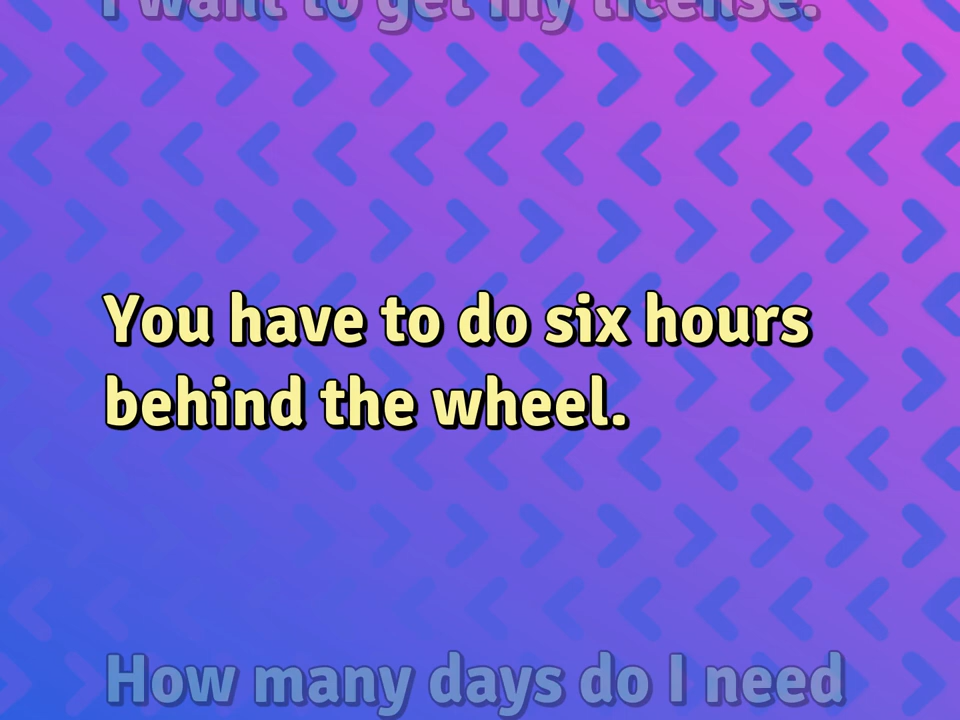 I want to get my license.
You have to do six hours
behind the wheel.
How many days do I need